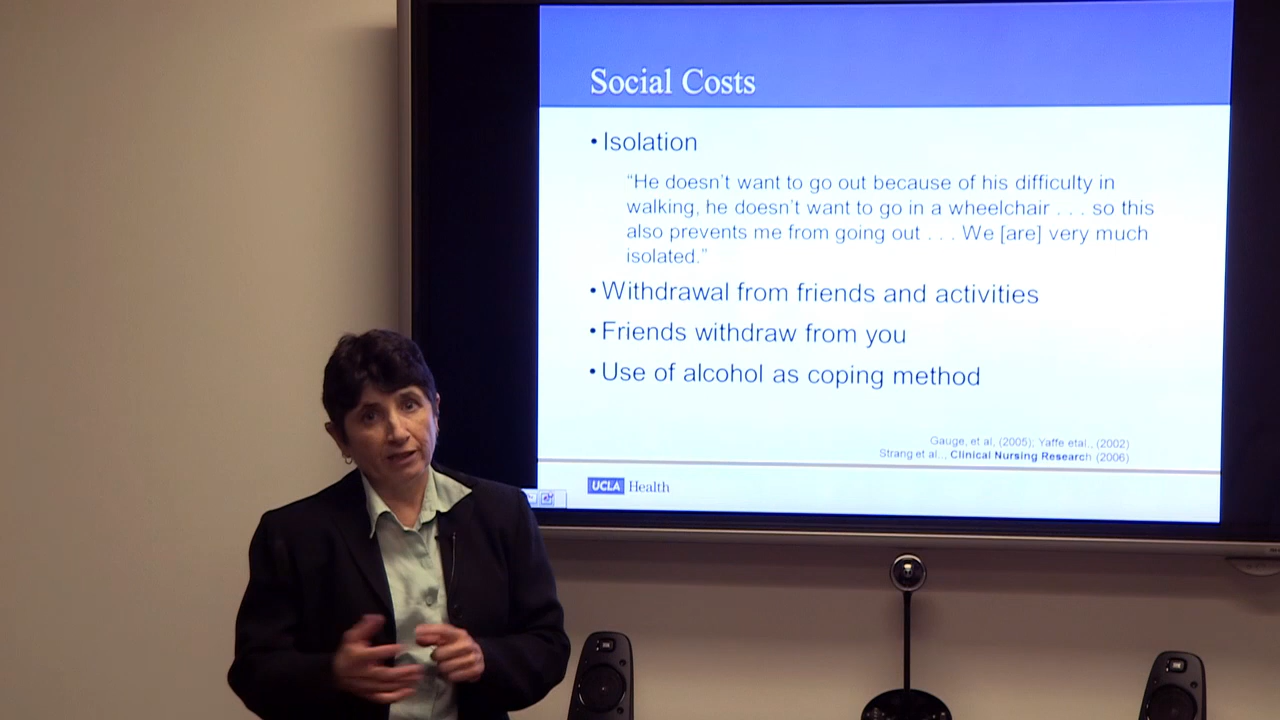 Social Costs
• Isolation
“He doesn’t want to go out because of his difficulty in
walking, he doesn’t want to go in a wheelchair . . . so this
also prevents me from going out . . . We [are] very much
isolated.”
• Withdrawal from friends and activities
• Friends withdraw from you
• Use of alcohol as coping method
Gauge, et al, (2005); Yaffe etal., (2002)
Strang et al.., Clinical Nursing Research (2006)
UCLA Health